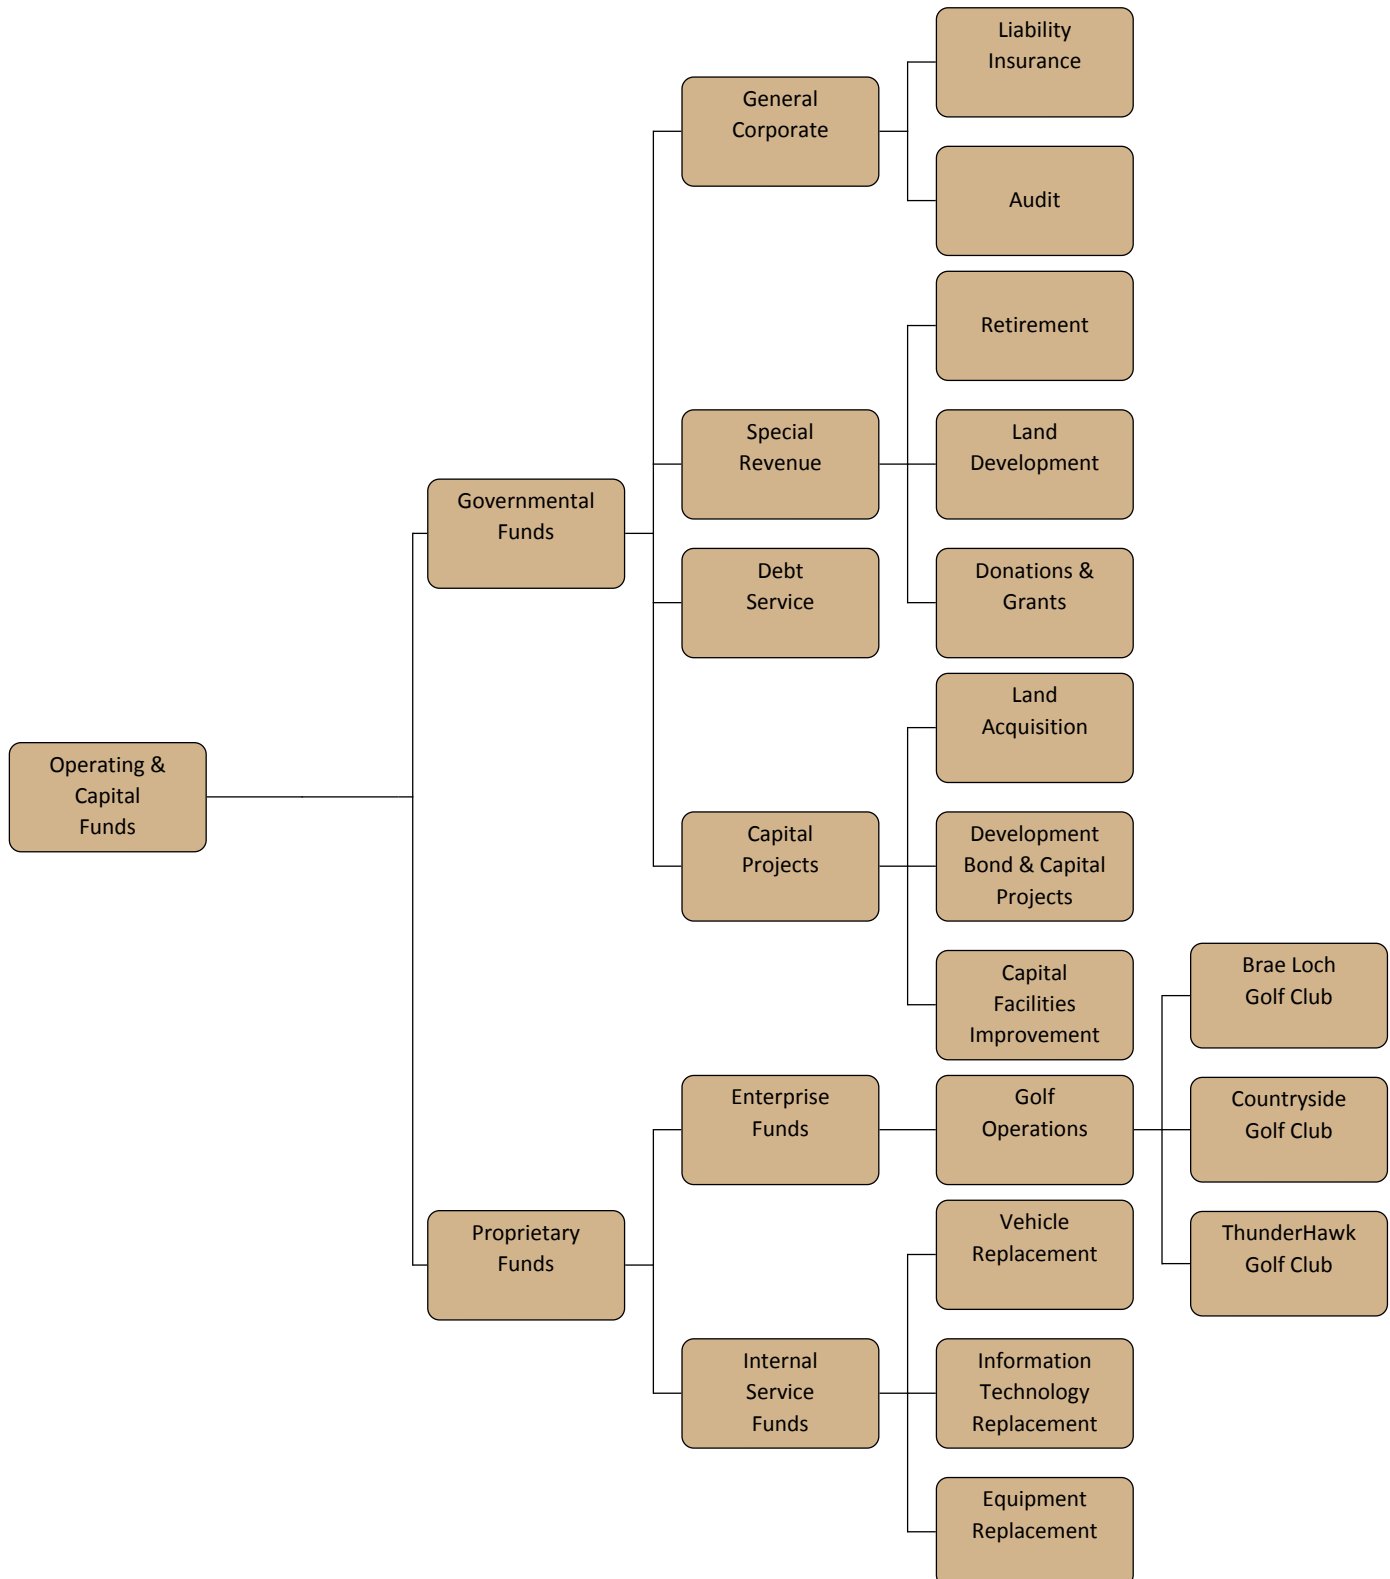 Liability
Insurance
General
Corporate
Audit
Retirement
Special
Revenue
Land
Development
Governmental
Funds
Debt
Service
Donations &
Grants
Land
Acquisition
Operating &
Capital
Funds
Capital
Projects
Development
Bond & Capital
Projects
Capital
Facilities
Improvement
Brae Loch
Golf Club
Enterprise
Funds
Golf
Operations
Countryside
Golf Club
Proprietary
Funds
Vehicle
Replacement
ThunderHawk
Golf Club
Internal
Service
Funds
Information
Technology
Replacement
Equipment
Replacement